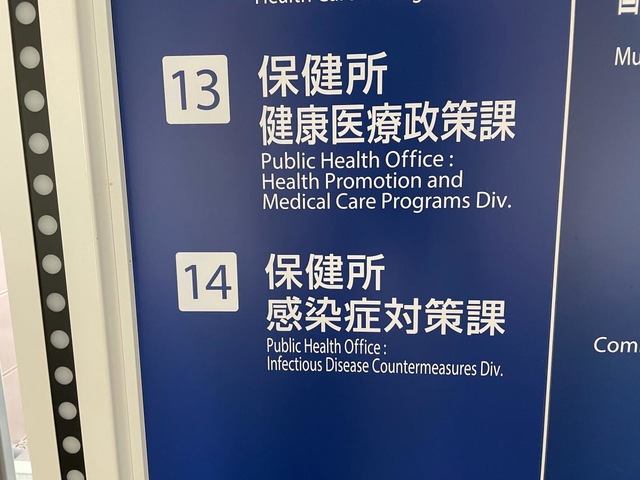 13
保健所
健康医療政策課
Public Health Office :
Health Promotion and
Medical Care Programs Div.
14
保健所
感染症対策課
Public Health Office :
Infectious Disease Countermeasures Div.
Mu
Com